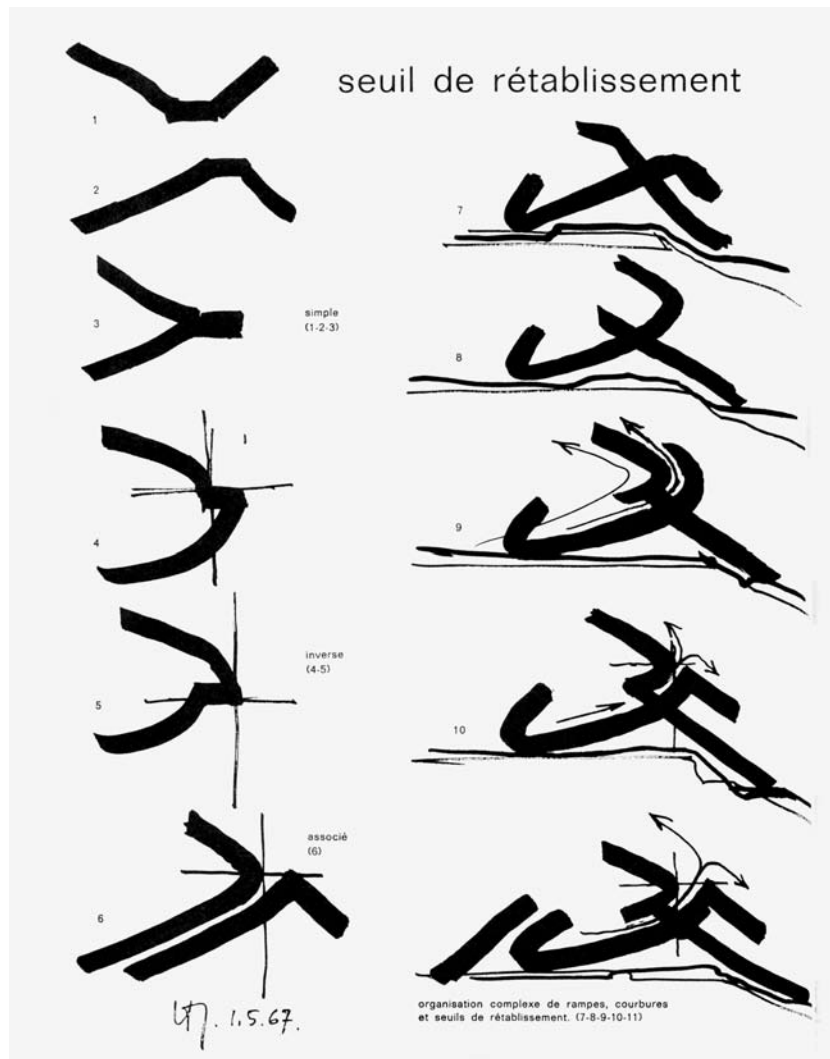 seuil de rétablissement
1
2
3
simple
(1-2-3)
4
inverse
(4-5)
5
associé
(6)
6
1.5.67.
7
8
9
10
organisation complexe de rampes, courbures
et seuils de rétablissement. (7-8-9-10-11)